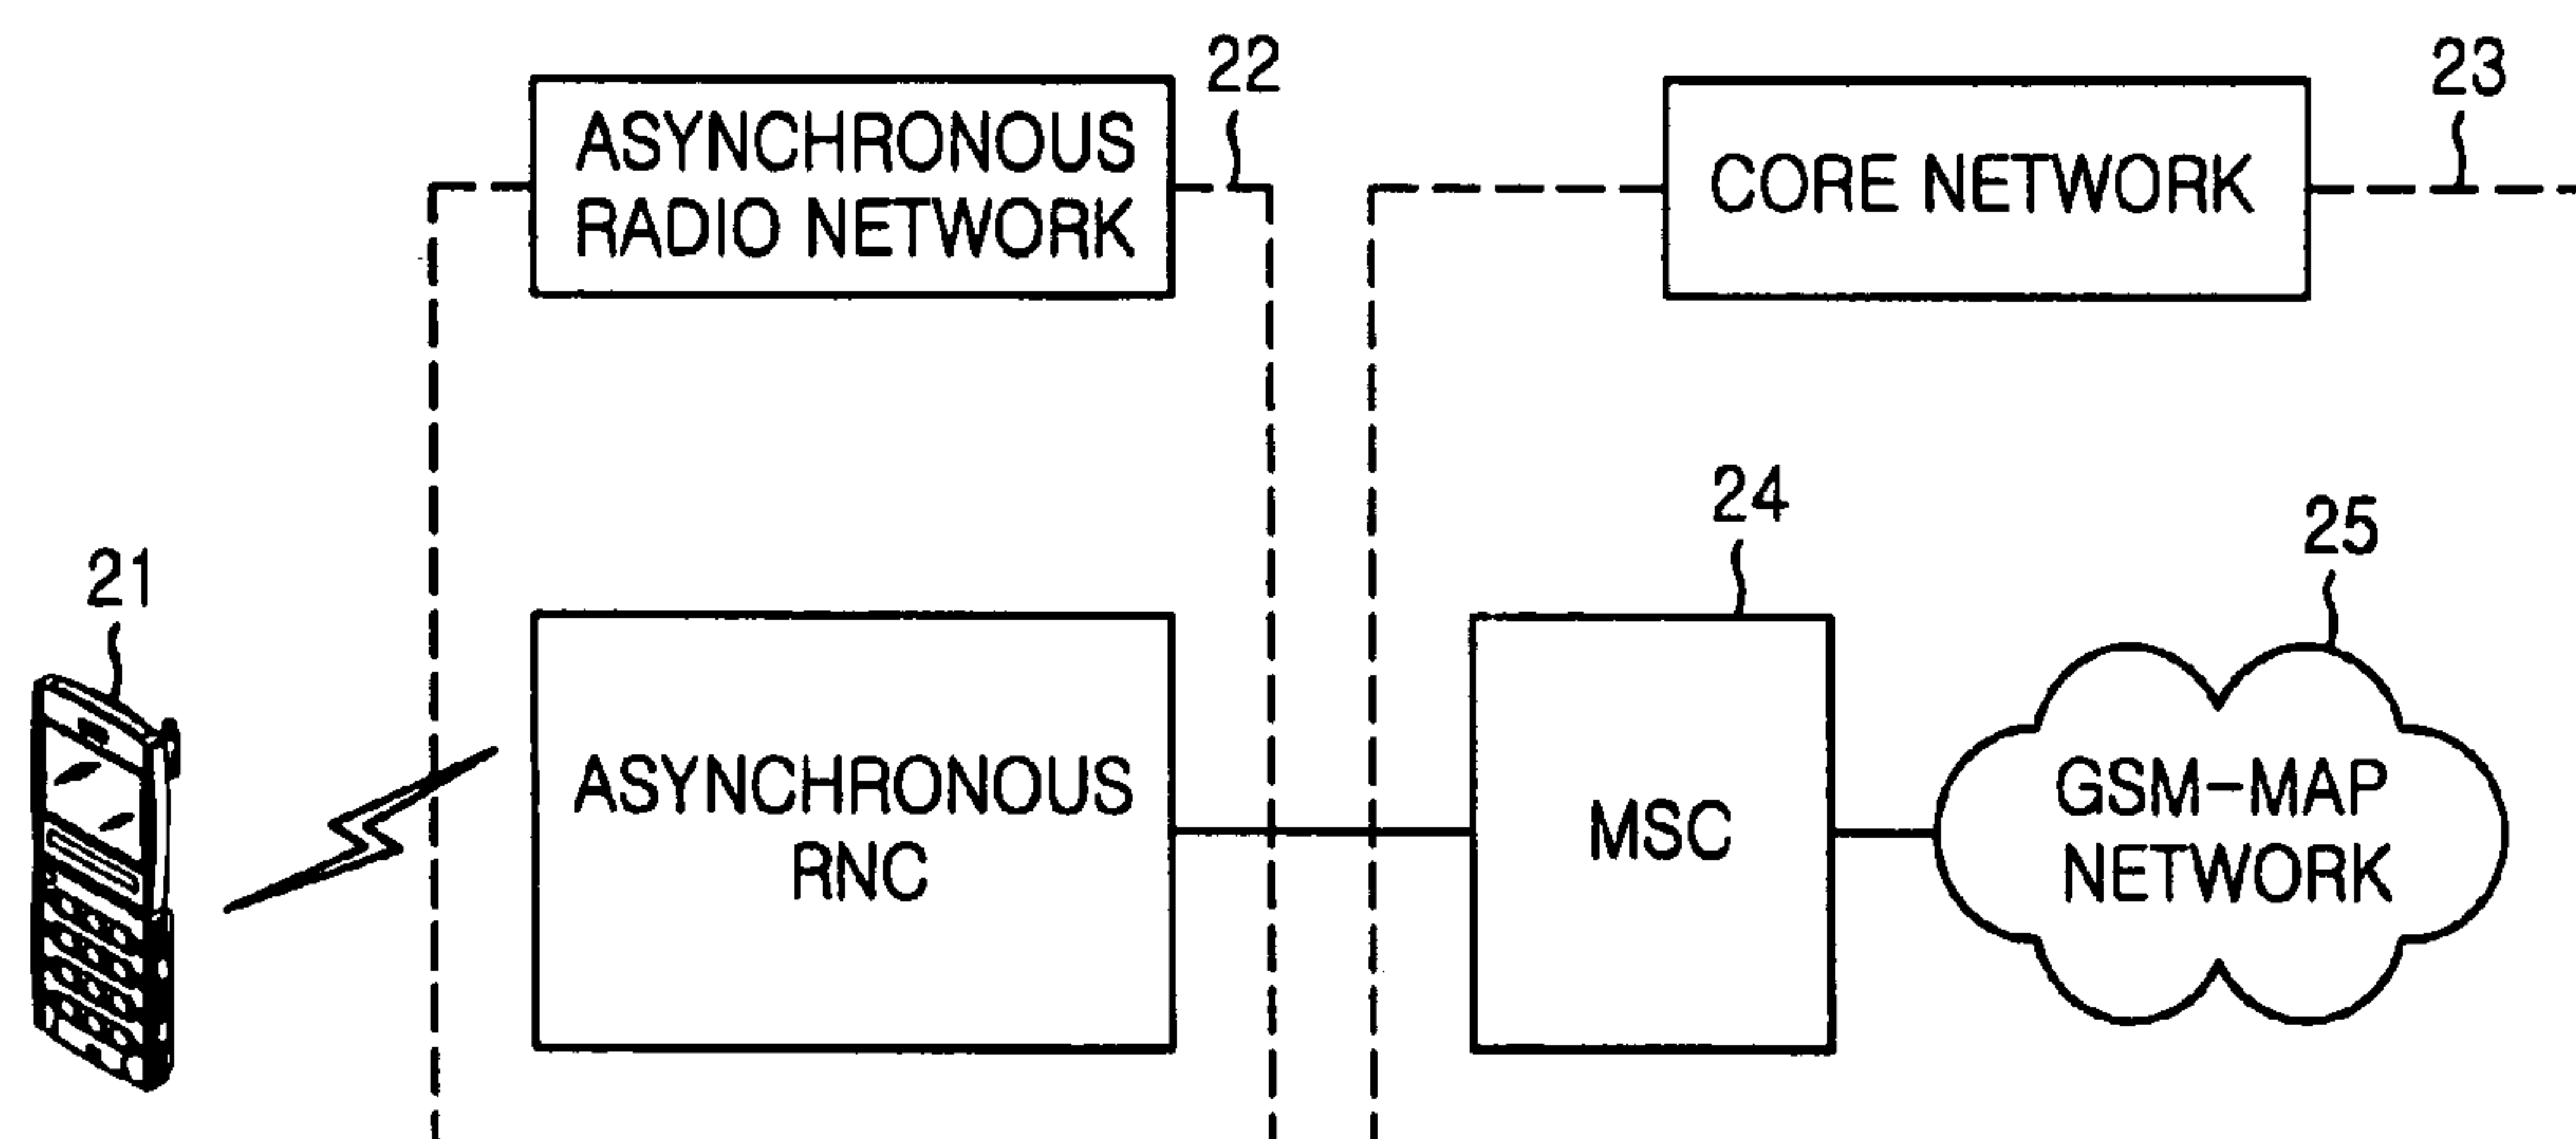 22
23
ASYNCHRONOUS
RADIO NETWORK
CORE NETWORK
24
25
21
ASYNCHRONOUS
RNC
MSC
GSM-MAP
NETWORK